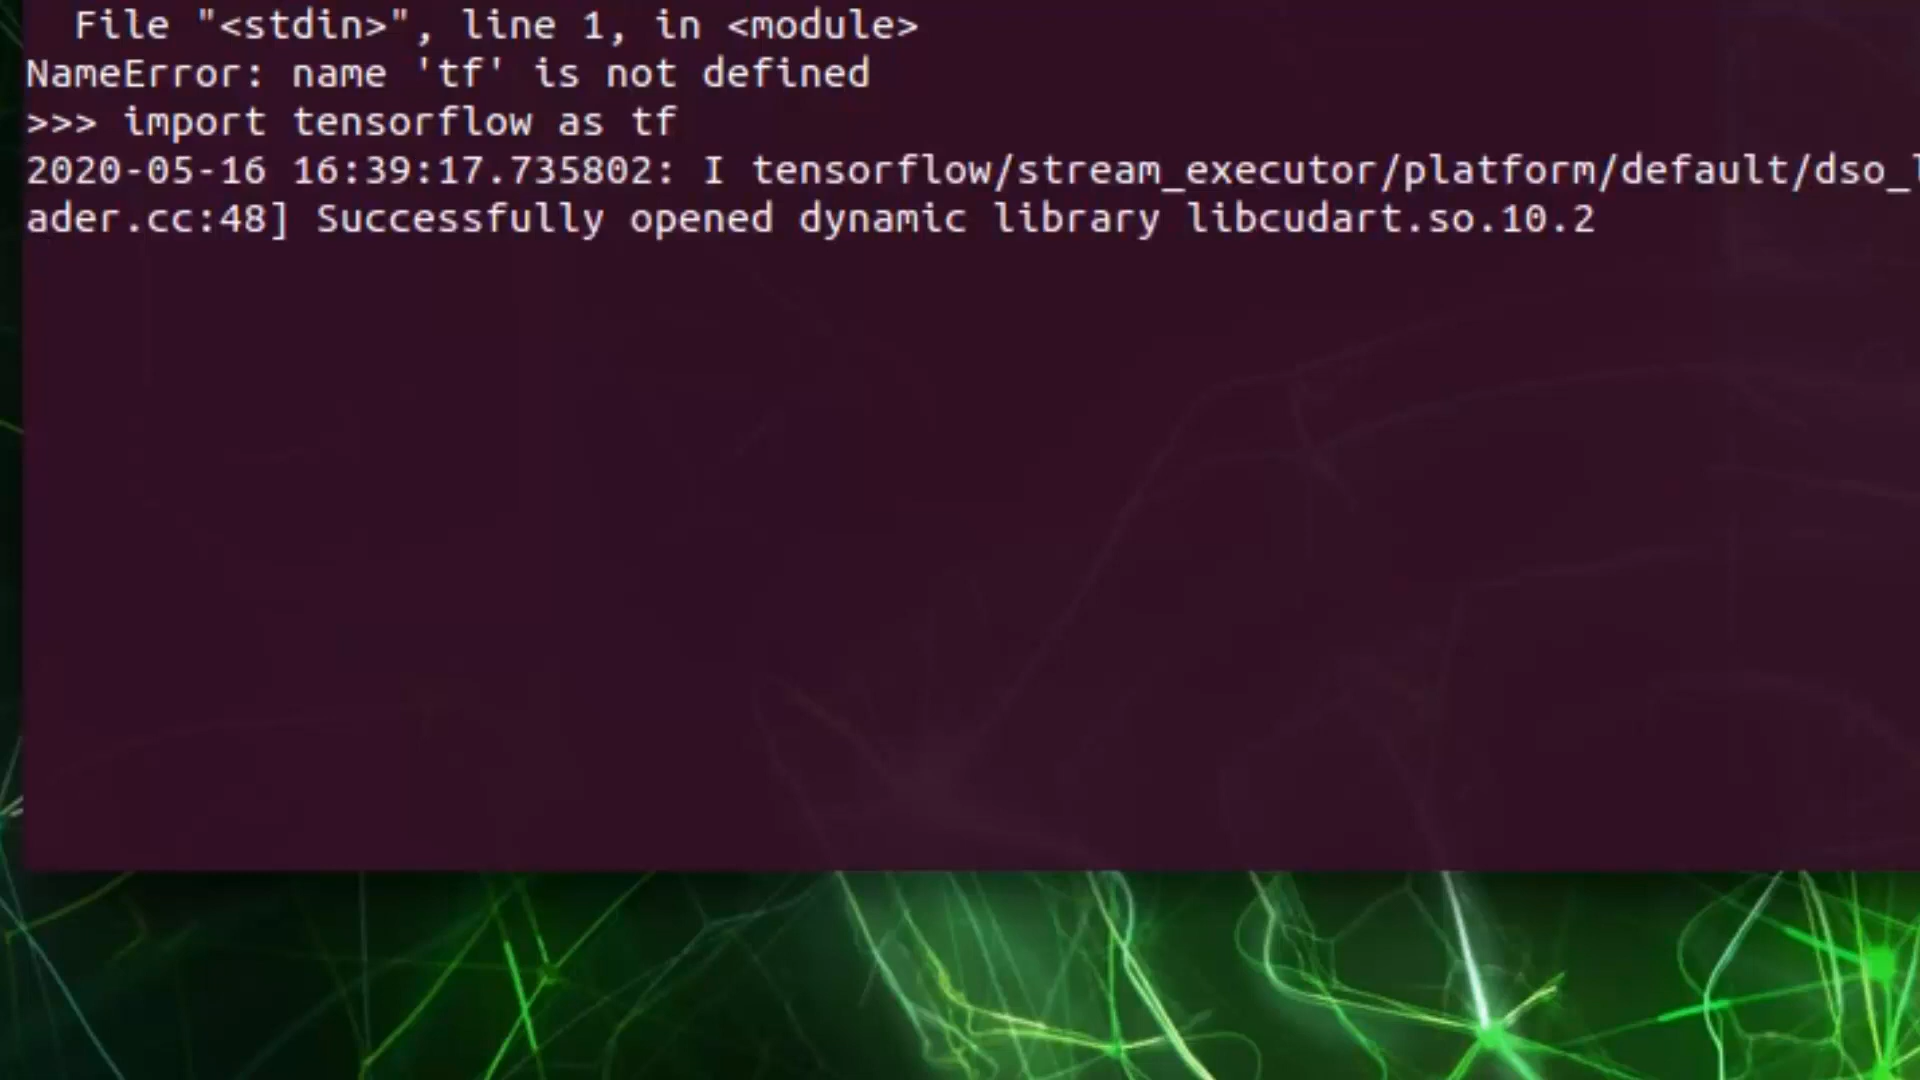 File "<stdin>", line 1, in <module>
NameError: name 'tf' is not defined
>>> import tensorflow as tf
2020-05-16 16:39:17.735802: I tensorflow/stream_executor/platform/default/dso_l
ader.cc:48] Successfully opened dynamic library libcudart.so.10.2